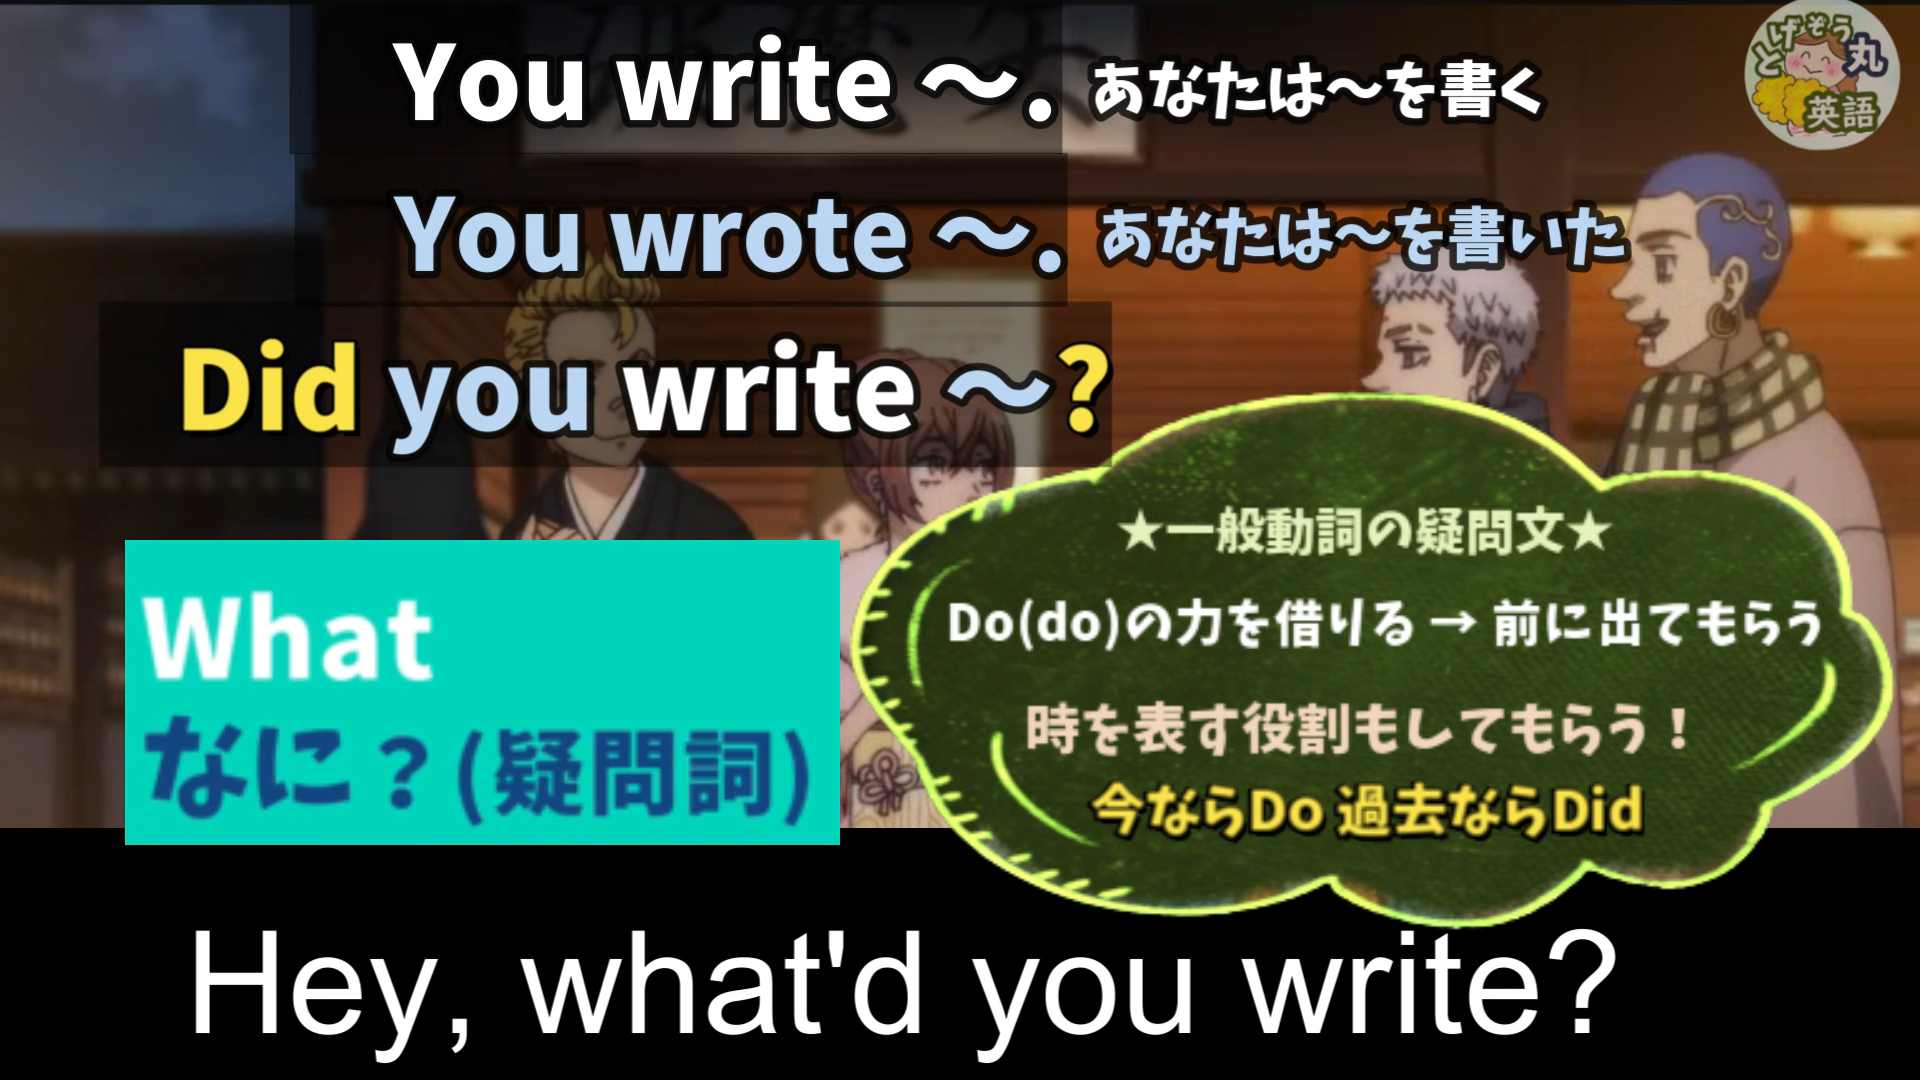 You write ～. あなたは～を書く
You wrote ～. あなたは～を書いた
Did you write ～?
What
なに？(疑問詞)
★一般動詞の疑問文★
Do(do)の力を借りる → 前に出てもらう
時を表す役割もしてもらう！
今ならDo 過去ならDid
Hey, what'd you write?
とげぞう丸
英語